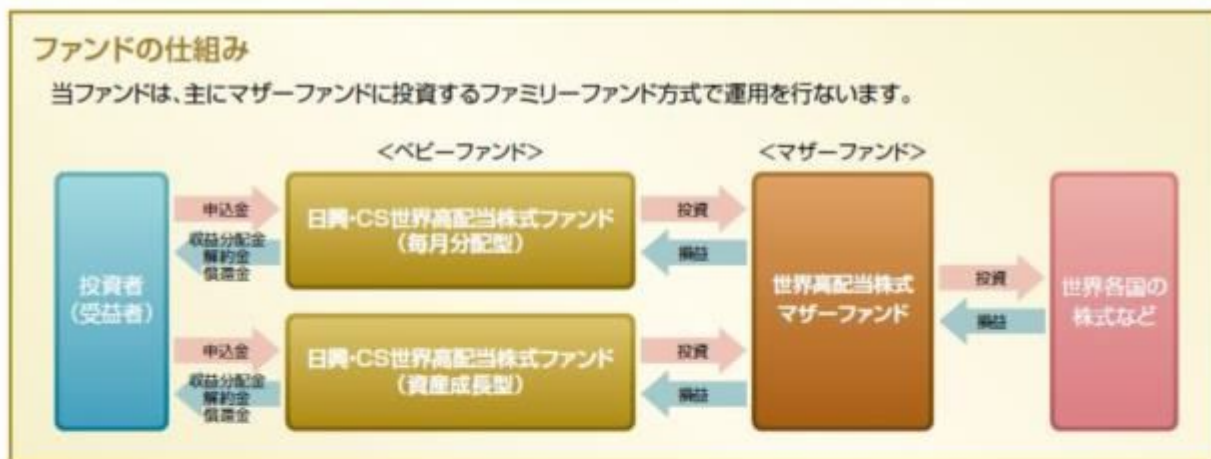 ファンドの仕組み
当ファンドは、主にマザーファンドに投資するファミリーファンド方式で運用を行ないます。
<ベビーファンド>
<マザーファンド>
投資者
(受益者)
申込金
収益分配金
解約金
償還金
日興・CS世界高配当株式ファンド
(毎月分配型)
投資
損益
申込金
収益分配金
解約金
償還金
日興・CS世界高配当株式ファンド
(資産成長型)
投資
損益
世界高配当株式
マザーファンド
投資
損益
世界各国の
株式など